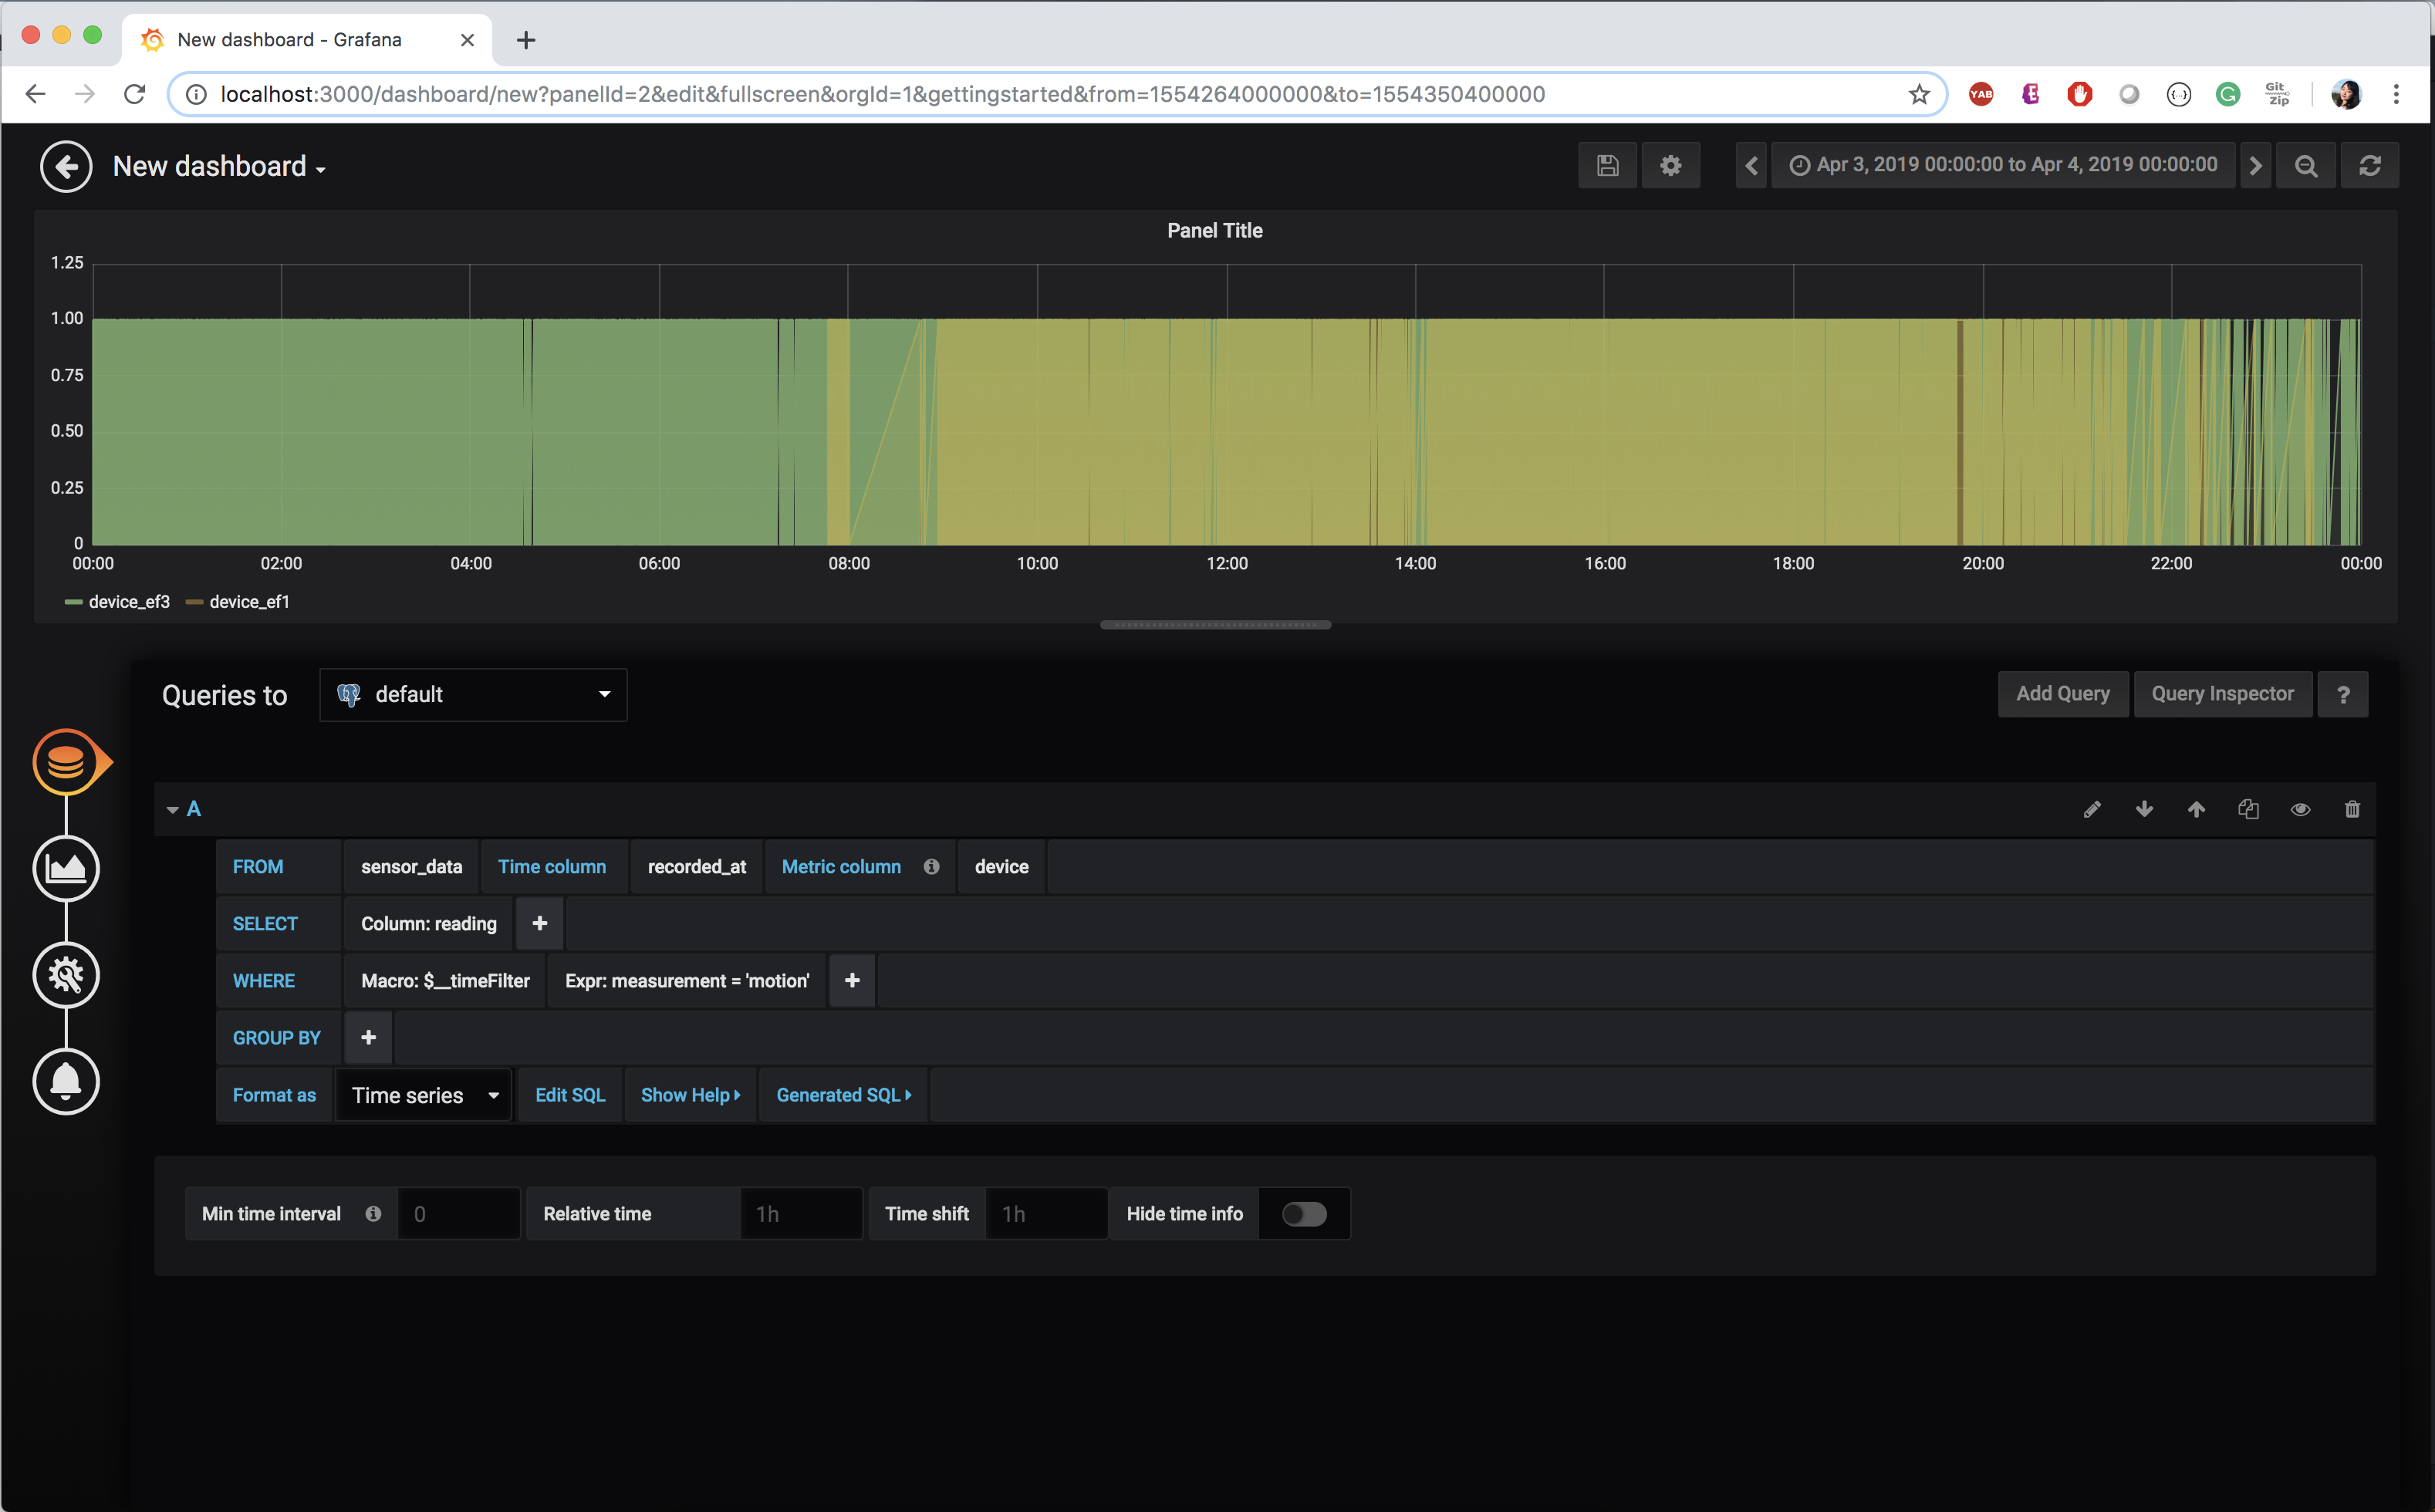 New dashboard - Grafana
localhost:3000/dashboard/new?panelId=2&edit&fullscreen&orgId=1&gettingstarted&from=1554264000000&to=1554350400000
YAB
E
{...}
G
Git Zip
New dashboard
Apr 3, 2019 00:00:00 to Apr 4, 2019 00:00:00
Panel Title
1.25
1.00
0.75
0.50
0.25
0
00:00 02:00 04:00 06:00 08:00 10:00 12:00 14:00 16:00 18:00 20:00 22:00 00:00
device_ef3 device_ef1
Queries to default Add Query Query Inspector ?
A
FROM sensor_data Time column recorded_at Metric column device
SELECT Column: reading +
WHERE Macro: $__timeFilter Expr: measurement = 'motion' +
GROUP BY +
Format as Time series Edit SQL Show Help Generated SQL
Min time interval 0 Relative time 1h Time shift 1h Hide time info